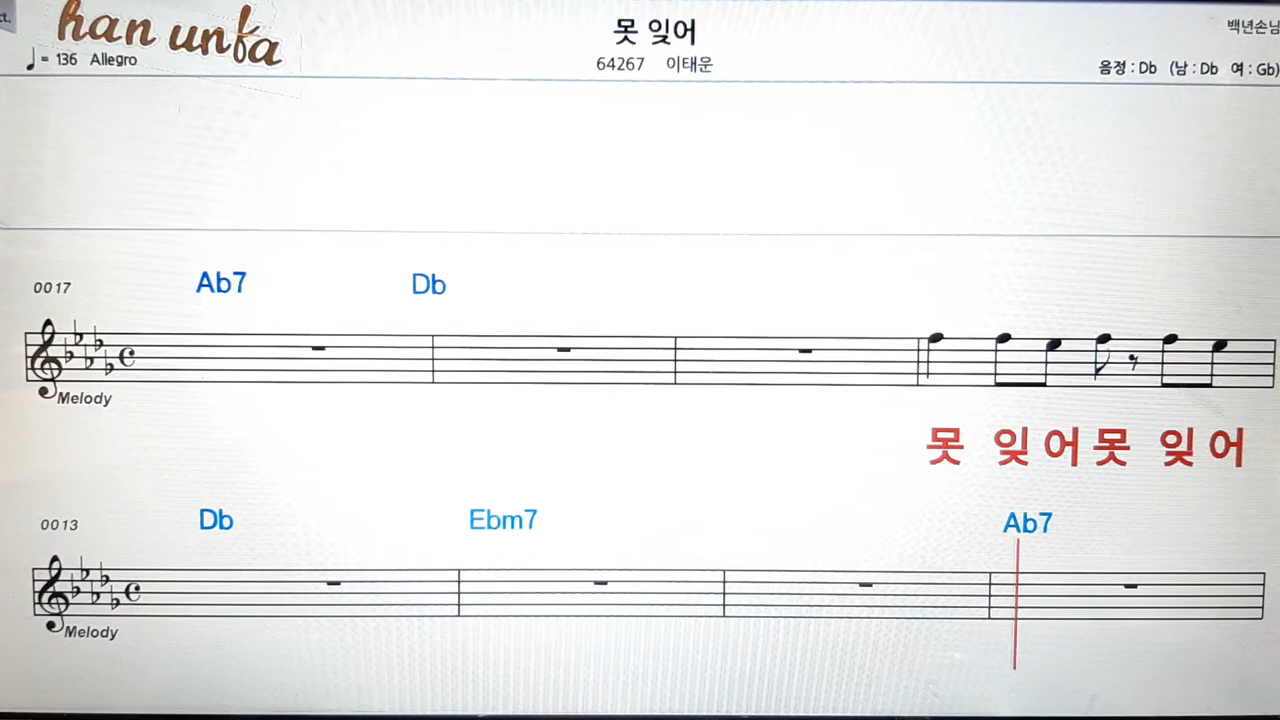 han unfa
못 잊어
백년손님
♩ = 136 Allegro
64267 이태운
음정 : Db (남 : Db 여 : Gb)
0017
Ab7 Db
Melody
못 잊 어 못 잊 어
0013
Db Ebm7 Ab7
Melody